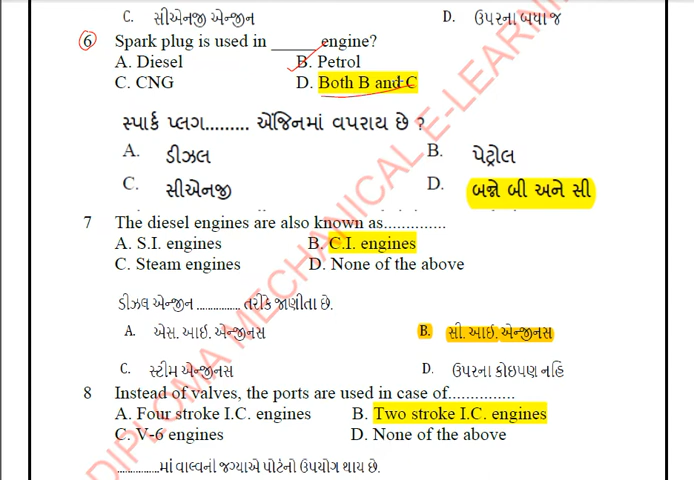 C. સીએનજી એન્જીન D. ઉપરના બધા જ
6 Spark plug is used in ______ engine?
A. Diesel B. Petrol
C. CNG D. Both B and C
સ્પાર્ક પ્લગ......... એંજિનમાં વપરાય છે ?
A. ડીઝલ B. પેટ્રોલ
C. સીએનજી D. બન્ને બી અને સી
7 The diesel engines are also known as..............
A. S.I. engines B. C.I. engines
C. Steam engines D. None of the above
ડીઝલ એન્જીન ................ તરીકે જાણીતા છે.
A. એસ. આઇ. એન્જીનસ B. સી. આઇ. એન્જીનસ
C. સ્ટીમ એન્જીનસ D. ઉપરના કોઇપણ નહિ
8 Instead of valves, the ports are used in case of...............
A. Four stroke I.C. engines B. Two stroke I.C. engines
C. V-6 engines D. None of the above
................માં વાલ્વની જગ્યાએ પોર્ટનો ઉપયોગ થાય છે.
DIPLOMA MECHANICAL E-LEARNI